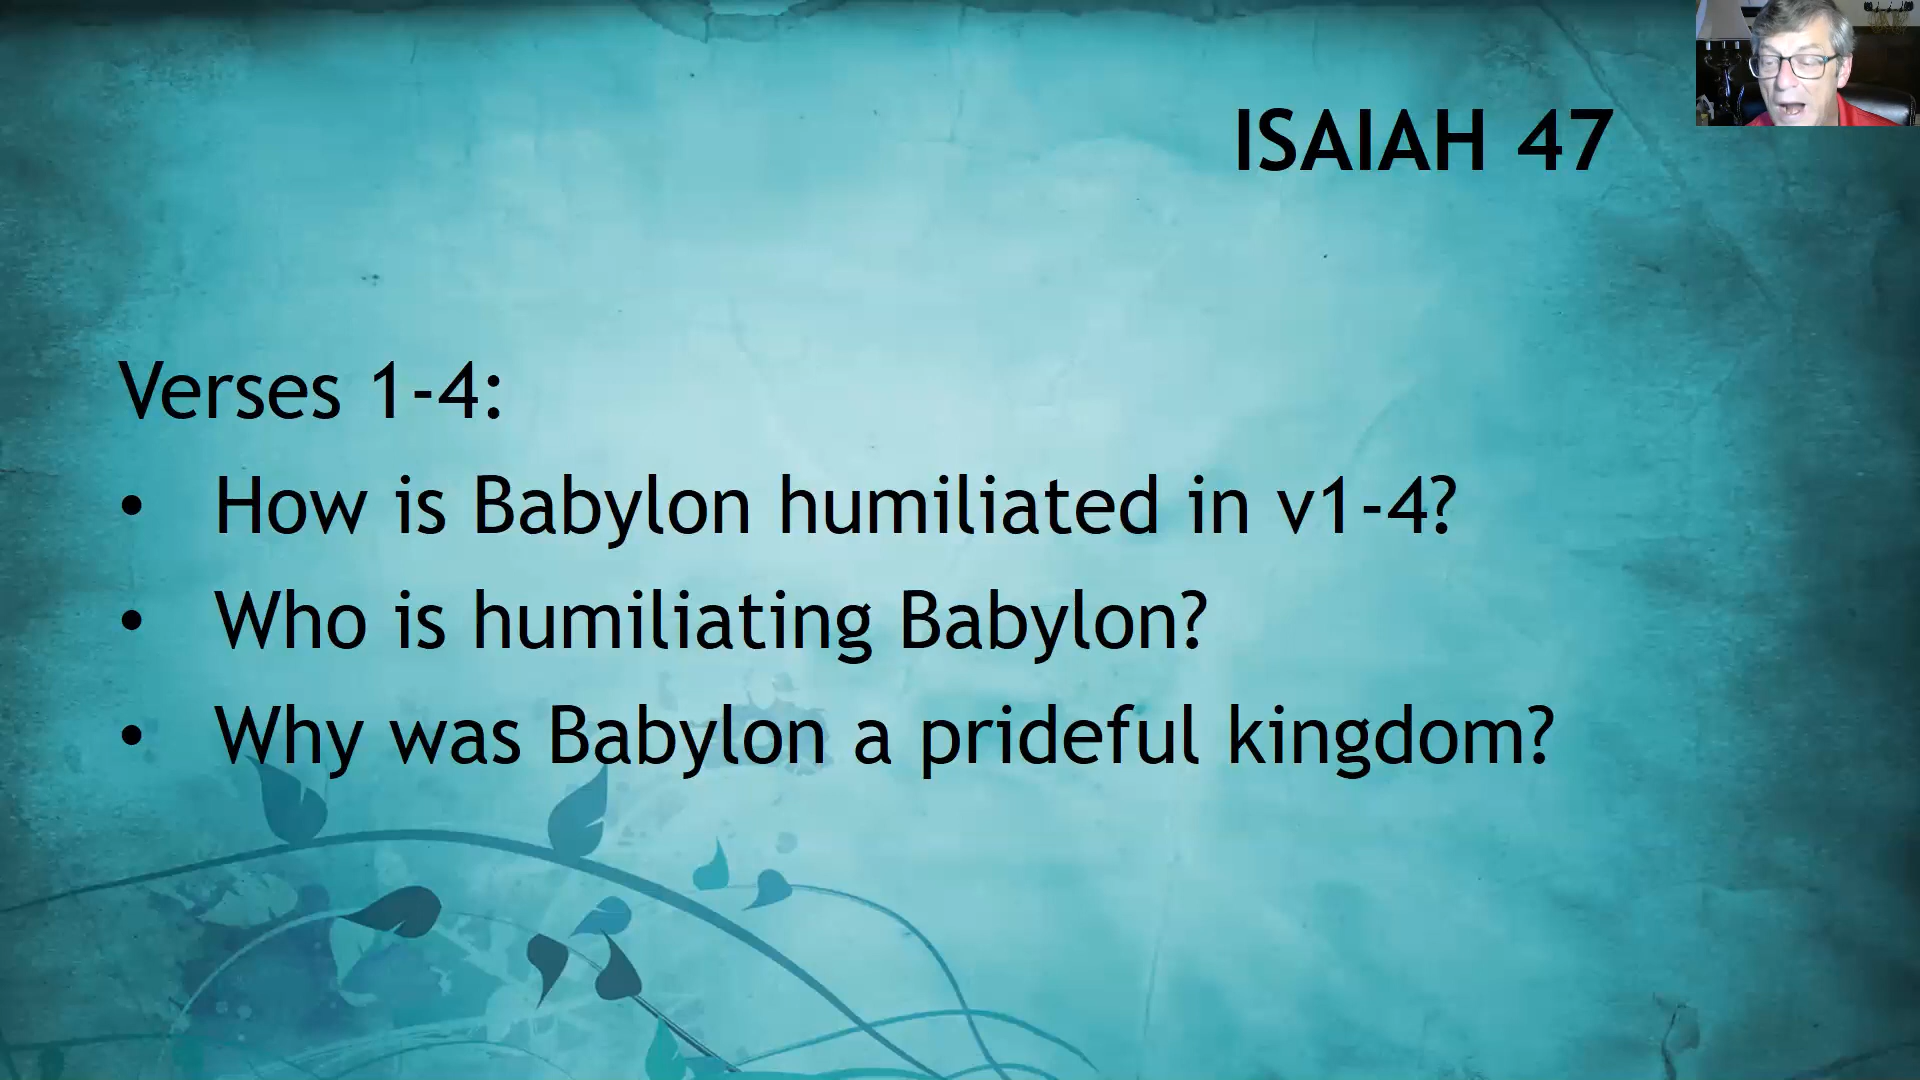 ISAIAH 47
Verses 1-4:
• How is Babylon humiliated in v1-4?
• Who is humiliating Babylon?
• Why was Babylon a prideful kingdom?